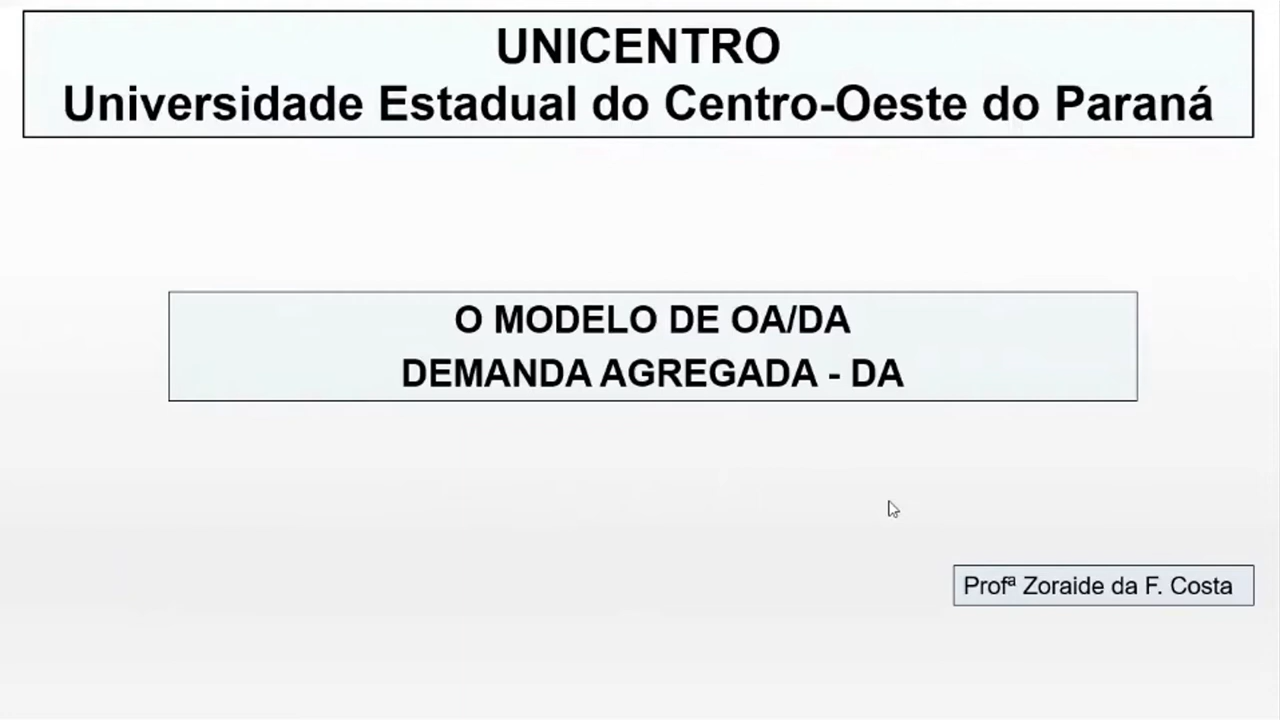 UNICENTRO
Universidade Estadual do Centro-Oeste do Paraná
O MODELO DE OA/DA
DEMANDA AGREGADA - DA
Profª Zoraide da F. Costa